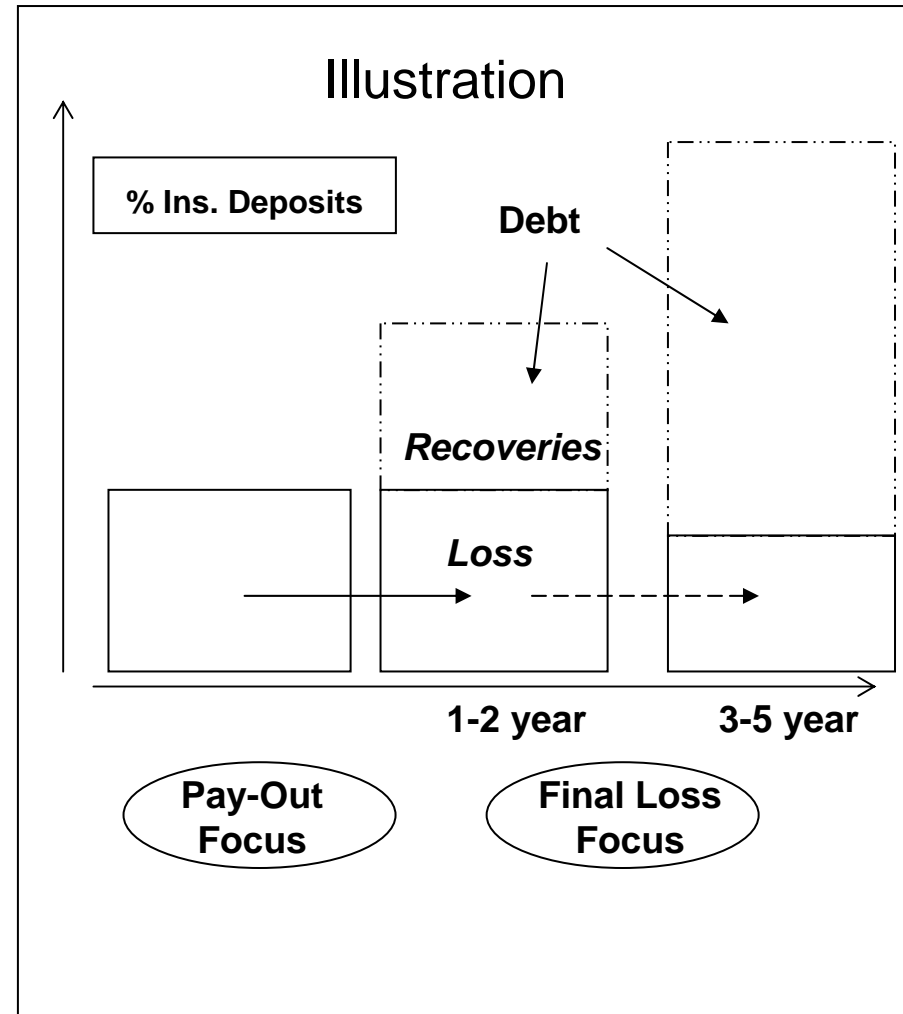 Illustration
% Ins. Deposits
Debt
Recoveries
Loss
1-2 year
3-5 year
Pay-Out
Focus
Final Loss
Focus